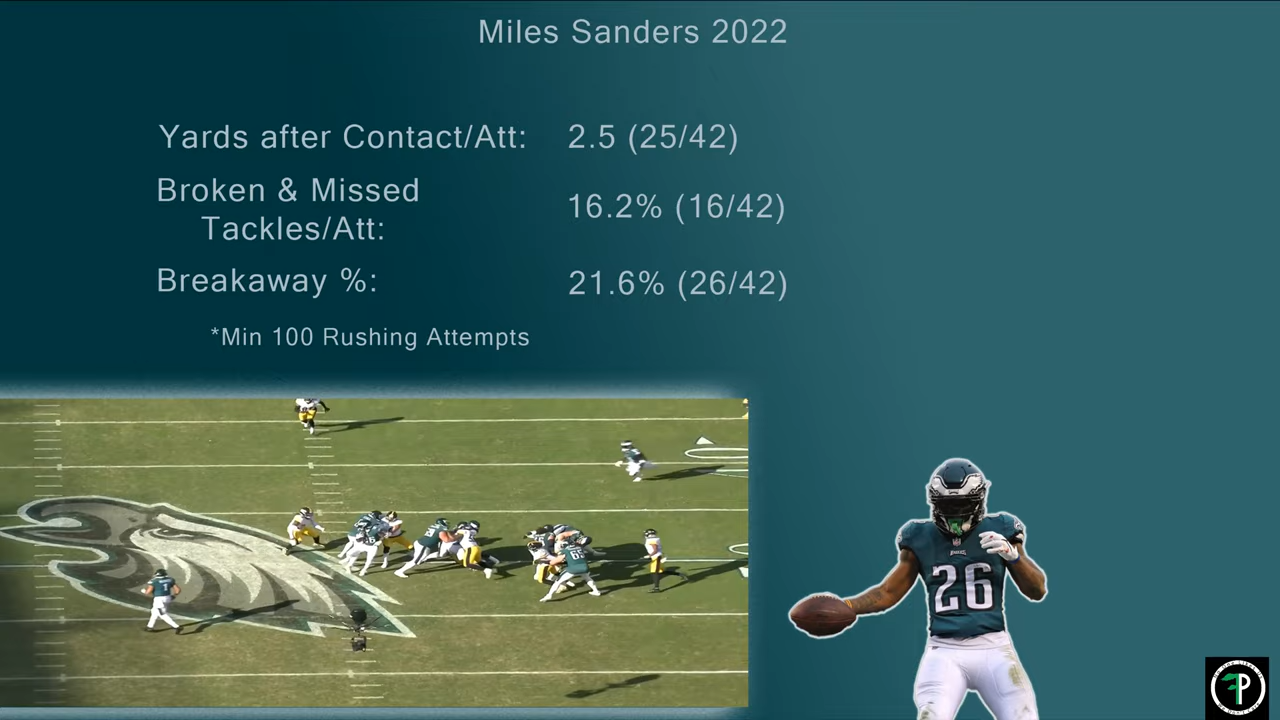 Miles Sanders 2022
Yards after Contact/Att: 2.5 (25/42)
Broken & Missed
Tackles/Att: 16.2% (16/42)
Breakaway %: 21.6% (26/42)
*Min 100 Rushing Attempts
26